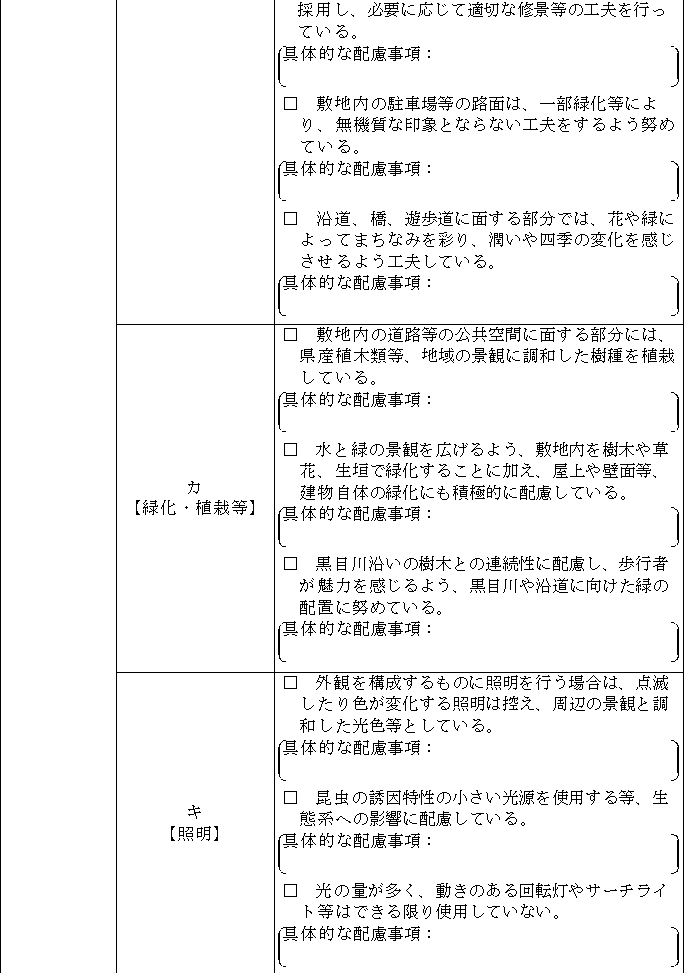 採用し、必要に応じて適切な修景等の工夫を行っ
ている。
具体的な配慮事項：
□　敷地内の駐車場等の路面は、一部緑化等によ
り、無機質な印象とならない工夫をするよう努め
ている。
具体的な配慮事項：
□　沿道、橋、遊歩道に面する部分では、花や緑に
よってまちなみを彩り、潤いや四季の変化を感じ
させるよう工夫している。
具体的な配慮事項：
カ
【緑化・植栽等】
□　敷地内の道路等の公共空間に面する部分には、
県産植木類等、地域の景観に調和した樹種を植栽
している。
具体的な配慮事項：
□　水と緑の景観を広げるよう、敷地内を樹木や草
花、生垣で緑化することに加え、屋上や壁面等、
建物自体の緑化にも積極的に配慮している。
具体的な配慮事項：
□　黒目川沿いの樹木との連続性に配慮し、歩行者
が魅力を感じるよう、黒目川や沿道に向けた緑の
配置に努めている。
具体的な配慮事項：
キ
【照明】
□　外観を構成するものに照明を行う場合は、点滅
したり色が変化する照明は控え、周辺の景観と調
和した光色等としている。
具体的な配慮事項：
□　昆虫の誘因特性の小さい光源を使用する等、生
態系への影響に配慮している。
具体的な配慮事項：
□　光の量が多く、動きのある回転灯やサーチライ
ト等はできる限り使用していない。
具体的な配慮事項：